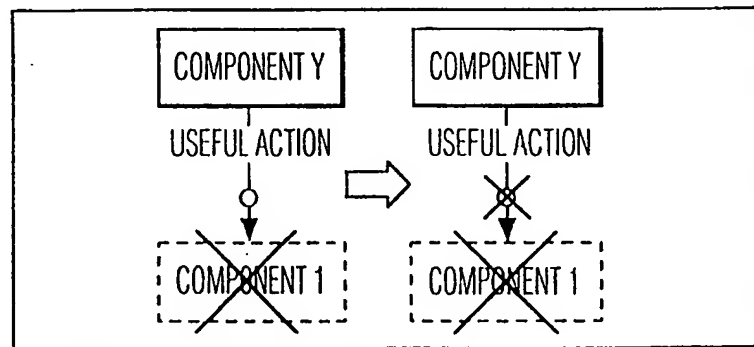 COMPONENT Y COMPONENT Y
USEFUL ACTION USEFUL ACTION
COMPONENT 1 COMPONENT 1